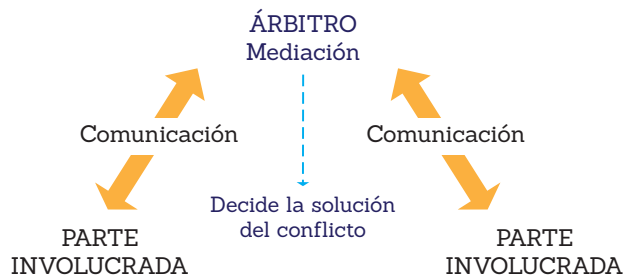 ÁRBITRO
Mediación
Comunicación
Comunicación
Decide la solución
del conflicto
PARTE
INVOLUCRADA
PARTE
INVOLUCRADA